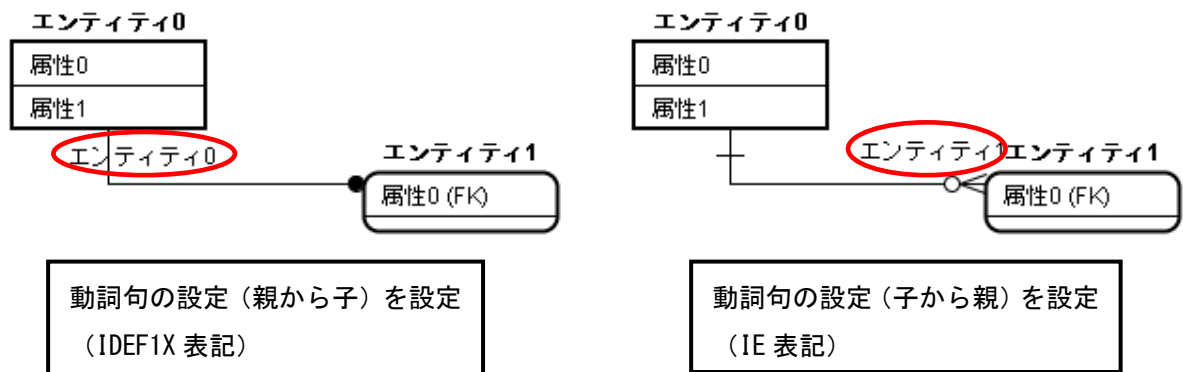 エンティティ0
属性0
属性1
エンティティ0
エンティティ1
属性0 (FK)
動詞句の設定（親から子）を設定
（IDEF1X 表記）
エンティティ0
属性0
属性1
エンティティ1
エンティティ1
属性0 (FK)
動詞句の設定（子から親）を設定
（IE 表記）